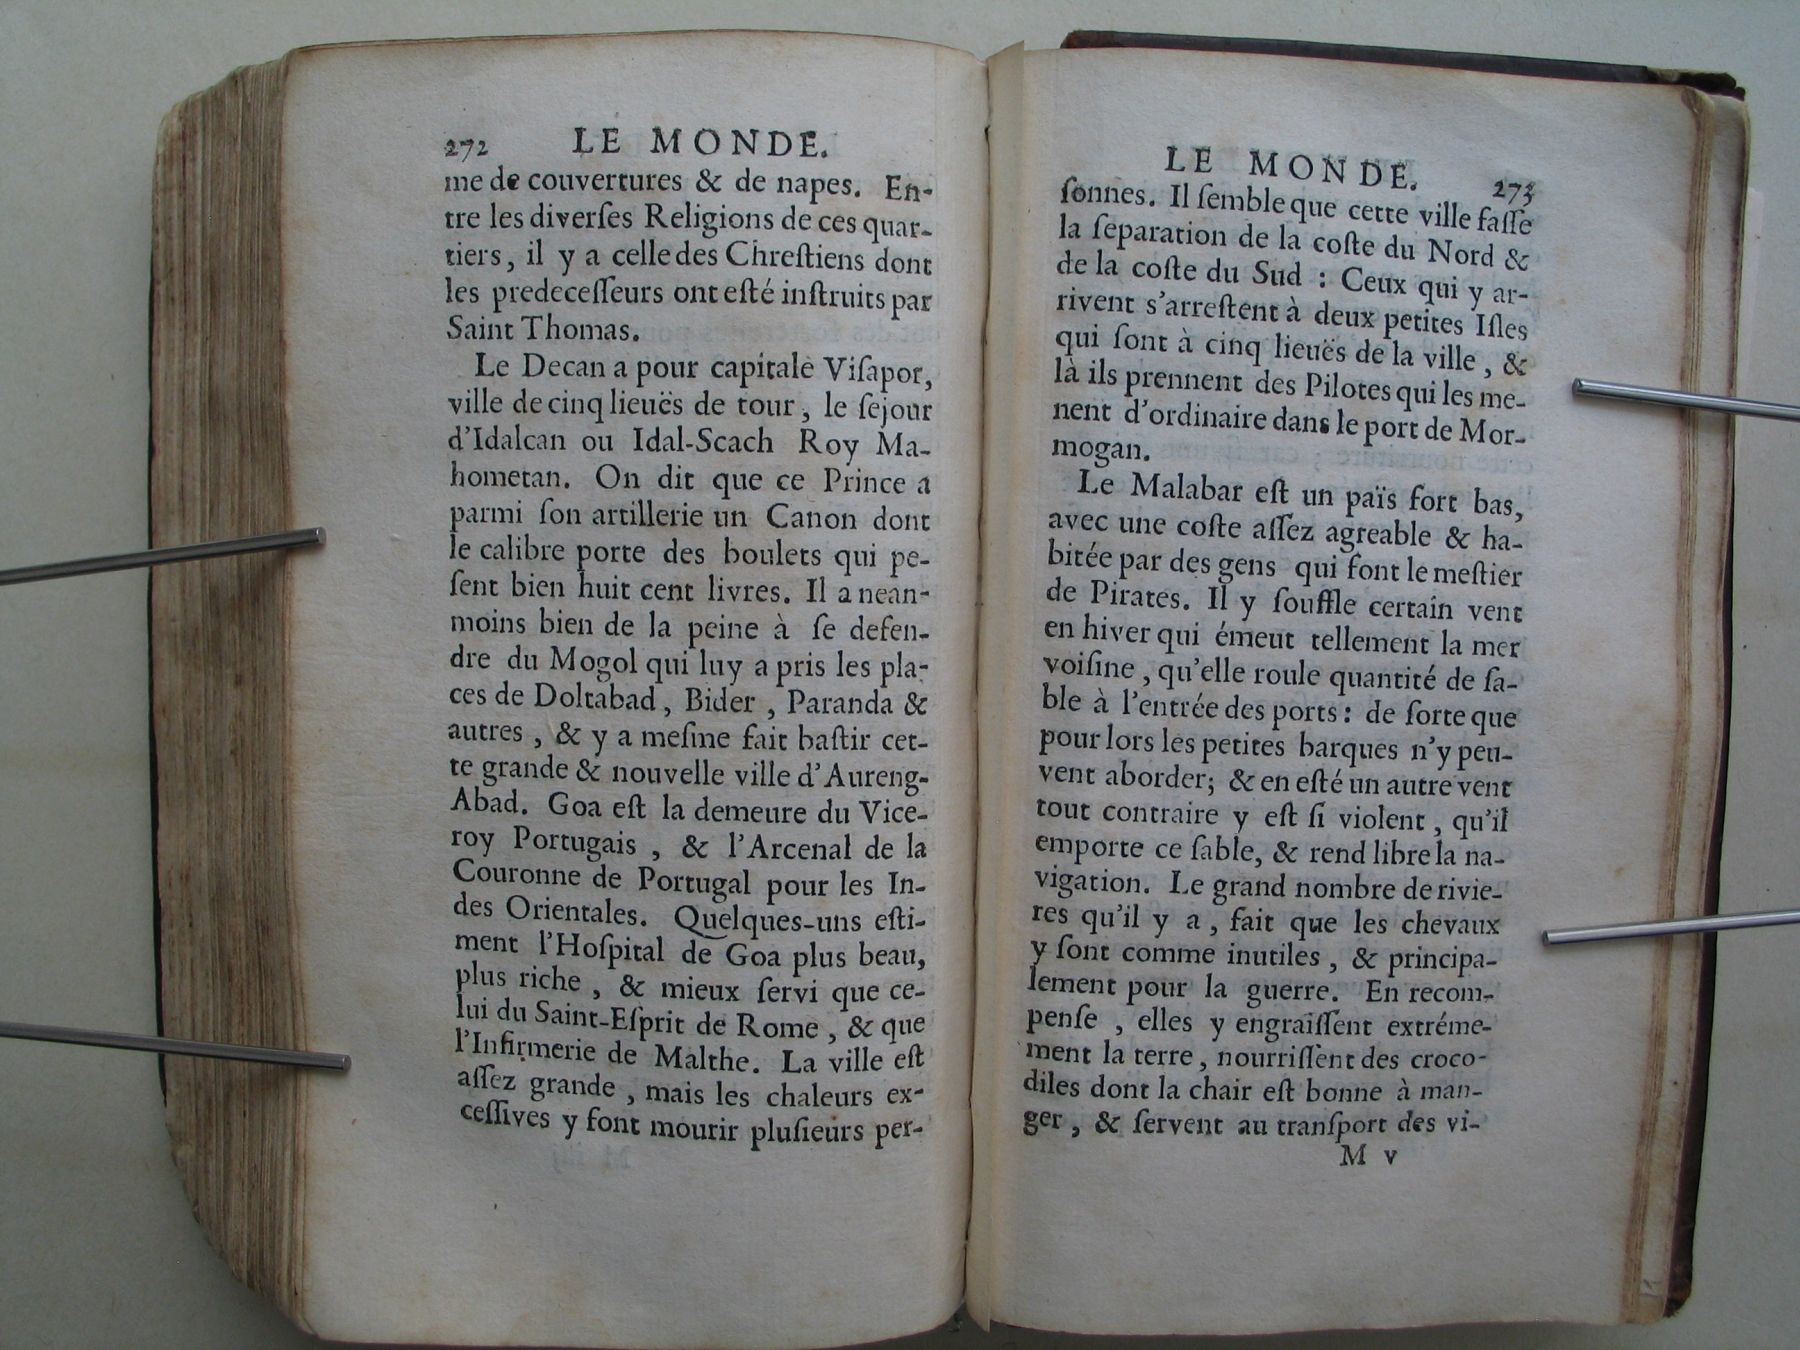 272 LE MONDE.
me de couvertures & de napes. En-
tre les diverſes Religions de ces quar-
tiers, il y a celle des Chreſtiens dont
les predeceſſeurs ont eſté inſtruits par
Saint Thomas.
Le Decan a pour capitale Viſapor,
ville de cinq lieuës de tour, le ſejour
d'Idalcan ou Idal-Scach Roy Ma-
hometan. On dit que ce Prince a
parmi ſon artillerie un Canon dont
le calibre porte des boulets qui pe-
ſent bien huit cent livres. Il a nean-
moins bien de la peine à ſe defen-
dre du Mogol qui luy a pris les pla-
ces de Doltabad, Bider, Paranda &
autres, & y a meſme fait baſtir cet-
te grande & nouvelle ville d'Aureng-
Abad. Goa eſt la demeure du Vice-
roy Portugais, & l'Arcenal de la
Couronne de Portugal pour les In-
des Orientales. Quelques-uns eſti-
ment l'Hoſpital de Goa plus beau,
plus riche, & mieux ſervi que ce-
lui du Saint-Eſprit de Rome, & que
l'Infirmerie de Malthe. La ville eſt
aſſez grande, mais les chaleurs ex-
ceſſives y font mourir pluſieurs per-
LE MONDE. 273
ſonnes. Il ſemble que cette ville faſſe
la ſeparation de la coſte du Nord &
de la coſte du Sud : Ceux qui y ar-
rivent s'arreſtent à deux petites Iſles
qui ſont à cinq lieuës de la ville, &
là ils prennent des Pilotes qui les me-
nent d'ordinaire dans le port de Mor-
mogan.
Le Malabar eſt un païs fort bas,
avec une coſte aſſez agreable & ha-
bitée par des gens qui font le meſtier
de Pirates. Il y ſouffle certain vent
en hiver qui émeut tellement la mer
voiſine, qu'elle roule quantité de ſa-
ble à l'entrée des ports : de ſorte que
pour lors les petites barques n'y peu-
vent aborder; & en eſté un autre vent
tout contraire y eſt ſi violent, qu'il
emporte ce ſable, & rend libre la na-
vigation. Le grand nombre de rivie-
res qu'il y a, fait que les chevaux
y ſont comme inutiles, & principa-
lement pour la guerre. En recom-
penſe, elles y engraiſſent extréme-
ment la terre, nourriſſent des croco-
diles dont la chair eſt bonne à man-
ger, & ſervent au tranſport des vi-
M v